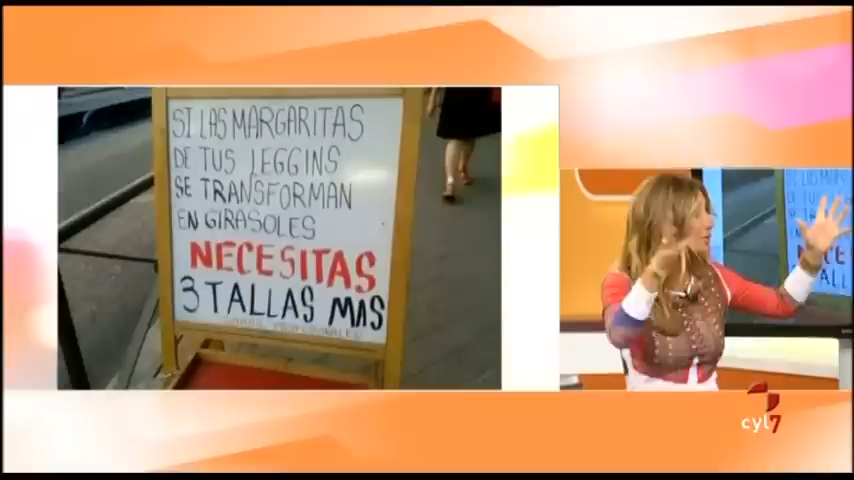 SI LAS MARGARITAS
DE TUS LEGGINS
SE TRANSFORMAN
EN GIRASOLES
NECESITAS
3 TALLAS MAS
cyl7